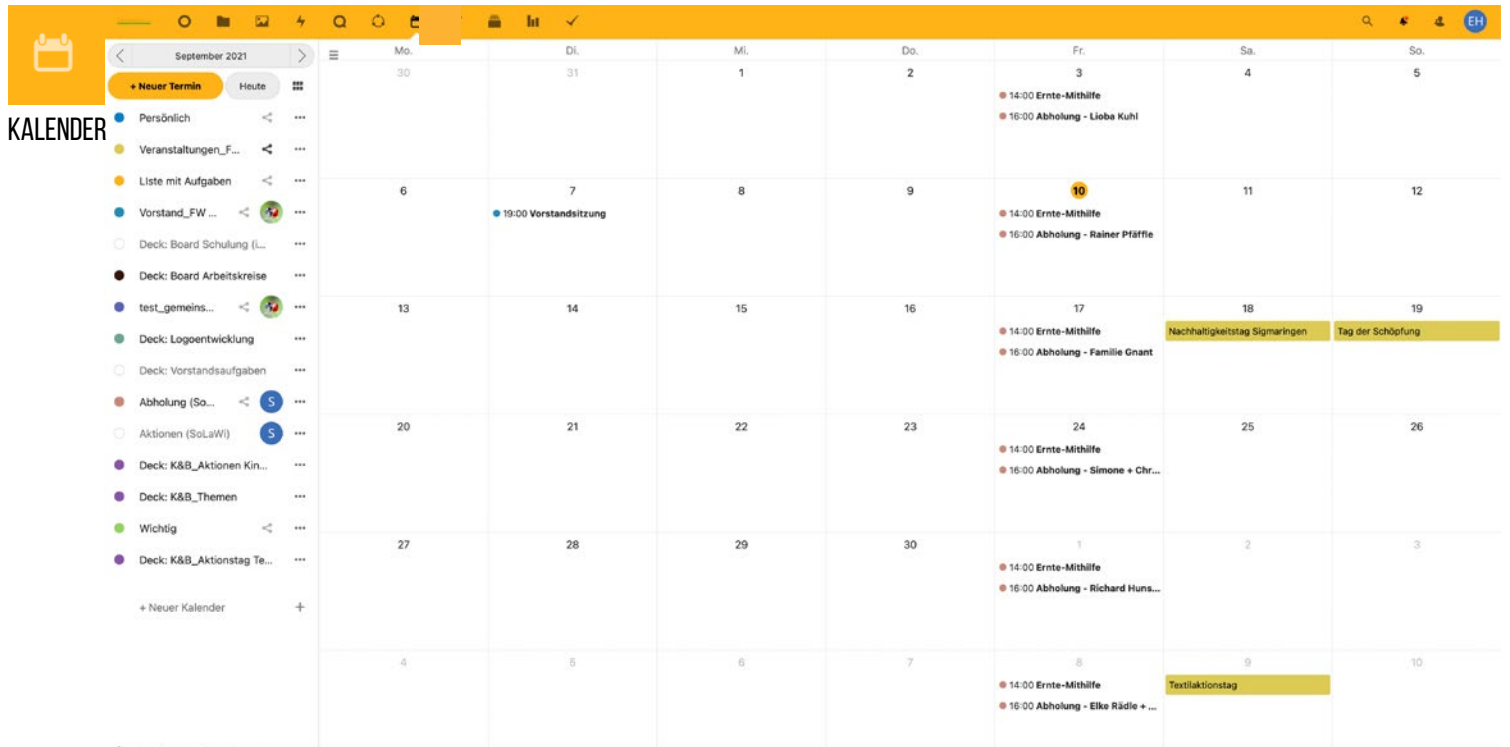 EH
KALENDER
September 2021
+ Neuer Termin Heute
Persönlich
Veranstaltungen_F...
Liste mit Aufgaben
Vorstand_FW ...
Deck: Board Schulung (i...
Deck: Board Arbeitskreise
test_gemeins...
Deck: Logoentwicklung
Deck: Vorstandsaufgaben
Abholung (So... S
Aktionen (SoLaWi) S
Deck: K&B_Aktionen Kin...
Deck: K&B_Themen
Wichtig
Deck: K&B_Aktionstag Te...
+ Neuer Kalender +
Mo. Di. Mi. Do. Fr. Sa. So.
30 31 1 2 3 4 5
14:00 Ernte-Mithilfe
16:00 Abholung - Lioba Kuhl
6 7 8 9 10 11 12
19:00 Vorstandsitzung 14:00 Ernte-Mithilfe
16:00 Abholung - Rainer Pfäffle
13 14 15 16 17 18 19
14:00 Ernte-Mithilfe Nachhaltigkeitstag Sigmaringen Tag der Schöpfung
16:00 Abholung - Familie Gnant
20 21 22 23 24 25 26
14:00 Ernte-Mithilfe
16:00 Abholung - Simone + Chr...
27 28 29 30 1 2 3
14:00 Ernte-Mithilfe
16:00 Abholung - Richard Huns...
4 5 6 7 8 9 10
14:00 Ernte-Mithilfe Textilaktionstag
16:00 Abholung - Elke Rädle + ...